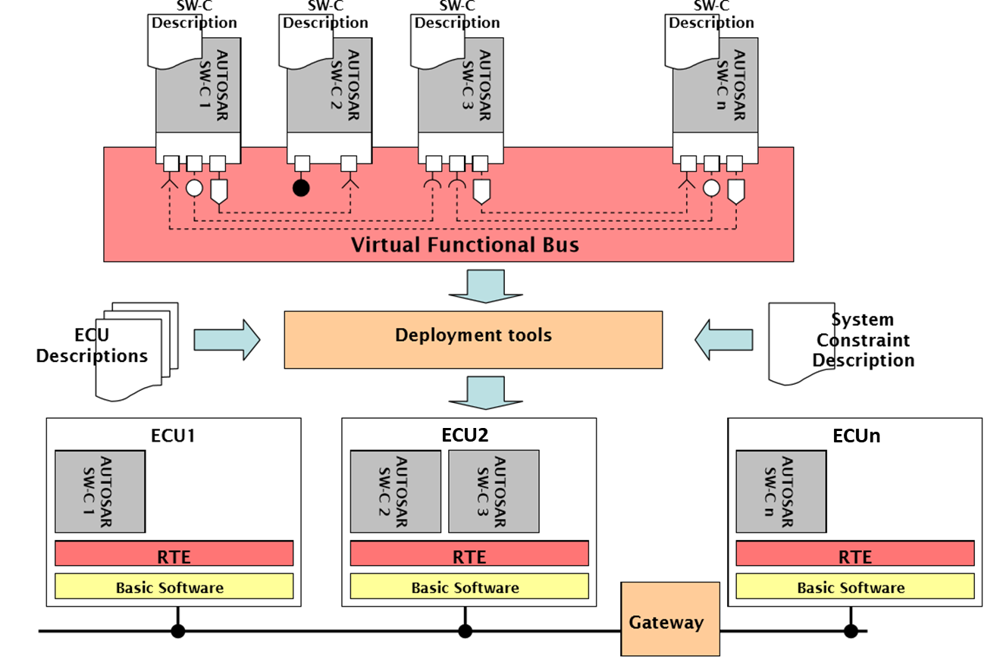 SW-C
Description
SW-C
Description
SW-C
Description
SW-C
Description
AUTOSAR
SW-C 1
AUTOSAR
SW-C 2
AUTOSAR
SW-C 3
AUTOSAR
SW-C n
Virtual Functional Bus
ECU
Descriptions
Deployment tools
System
Constraint
Description
ECU1
AUTOSAR
SW-C 1
RTE
Basic Software
ECU2
AUTOSAR
SW-C 2
AUTOSAR
SW-C 3
RTE
Basic Software
ECUn
AUTOSAR
SW-C n
RTE
Basic Software
Gateway